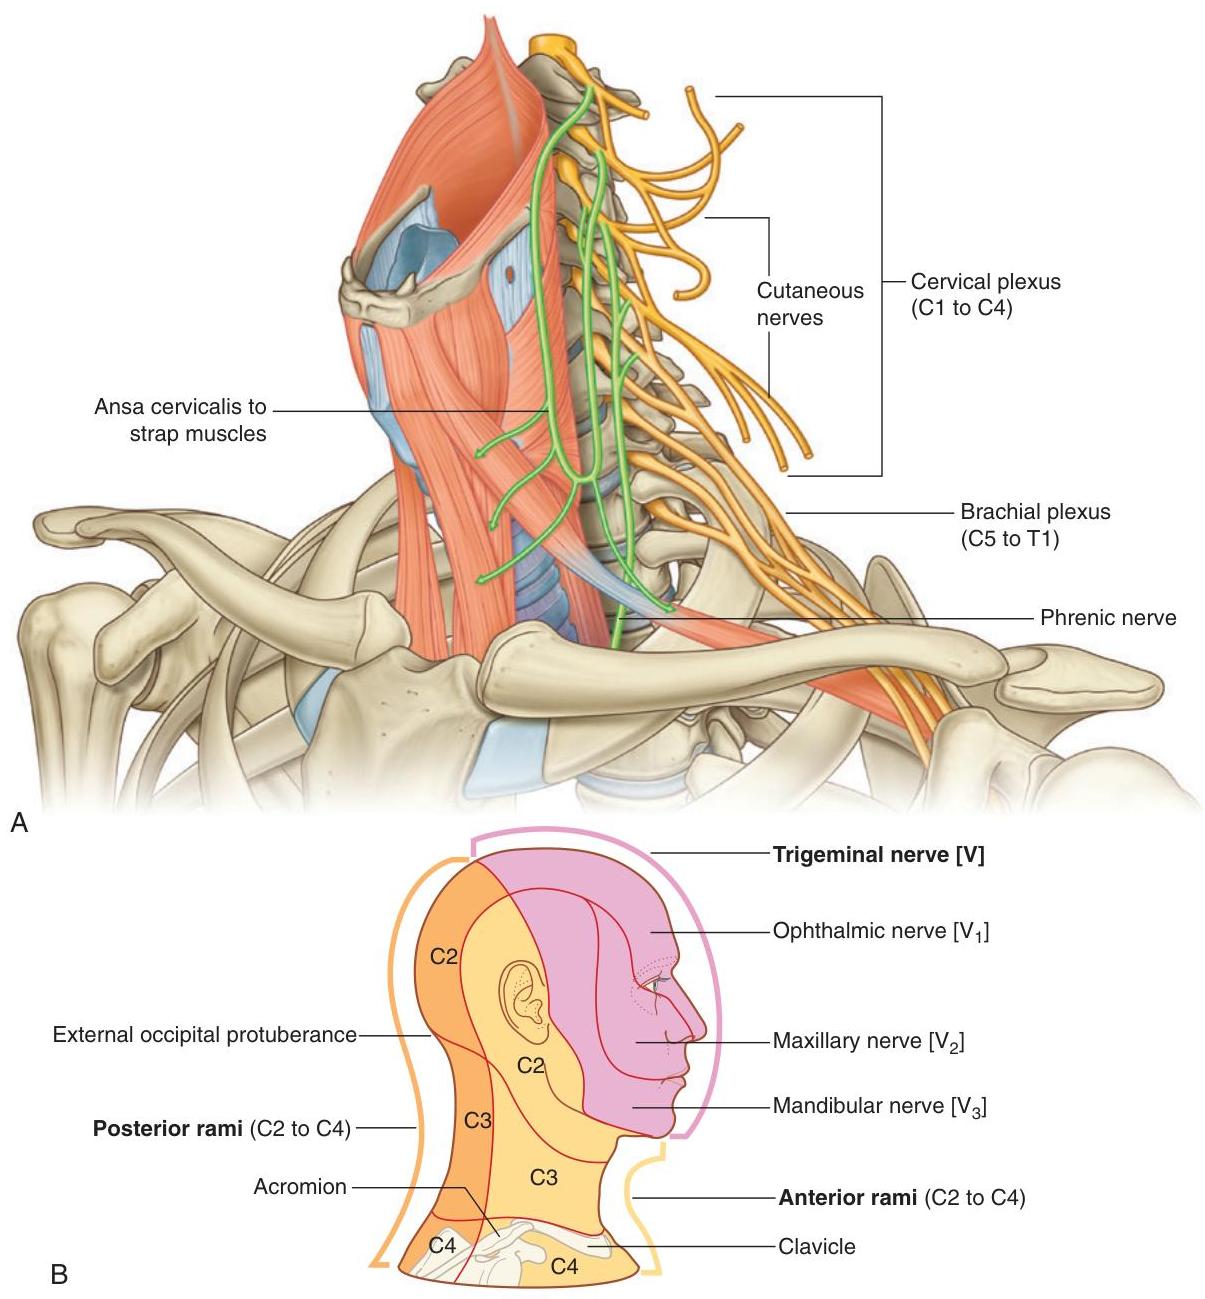 Cutaneous
nerves
Cervical plexus
(C1 to C4)
Ansa cervicalis to
strap muscles
Brachial plexus
(C5 to T1)
Phrenic nerve
A
Trigeminal nerve [V]
Ophthalmic nerve [V1]
C2
External occipital protuberance
Maxillary nerve [V2]
C2
Mandibular nerve [V3]
C3
Posterior rami (C2 to C4)
C3
Acromion
Anterior rami (C2 to C4)
C4
Clavicle
C4
B